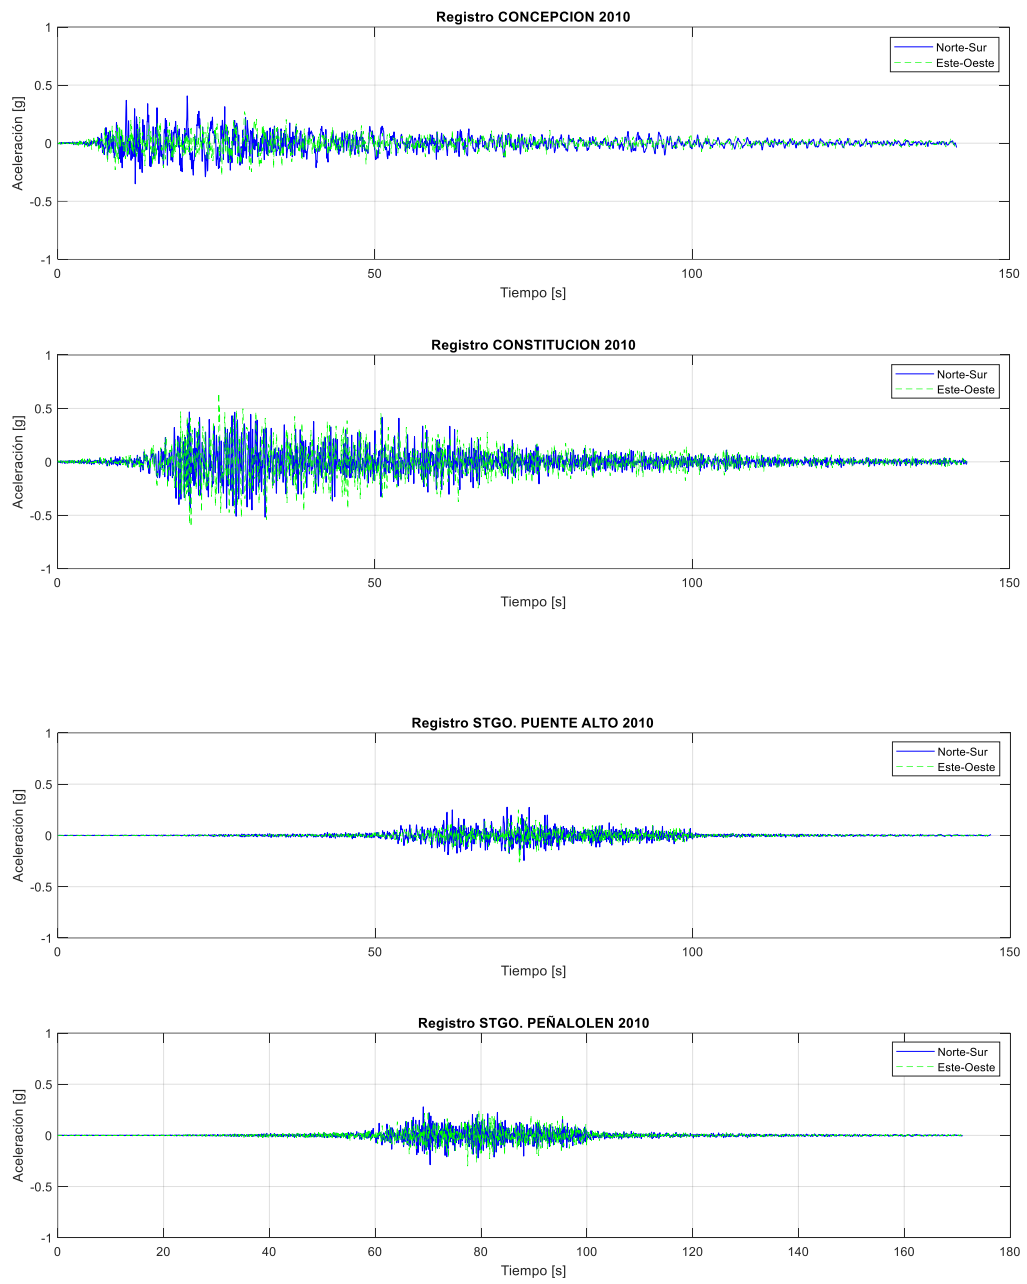 Registro CONCEPCION 2010
1
0.5
0
-0.5
-1
Aceleración [g]
Norte-Sur
Este-Oeste
0 50 100 150
Tiempo [s]
Registro CONSTITUCION 2010
1
0.5
0
-0.5
-1
Aceleración [g]
Norte-Sur
Este-Oeste
0 50 100 150
Tiempo [s]
Registro STGO. PUENTE ALTO 2010
1
0.5
0
-0.5
-1
Aceleración [g]
Norte-Sur
Este-Oeste
0 50 100 150
Tiempo [s]
Registro STGO. PEÑALOLEN 2010
1
0.5
0
-0.5
-1
Aceleración [g]
Norte-Sur
Este-Oeste
0 20 40 60 80 100 120 140 160 180
Tiempo [s]